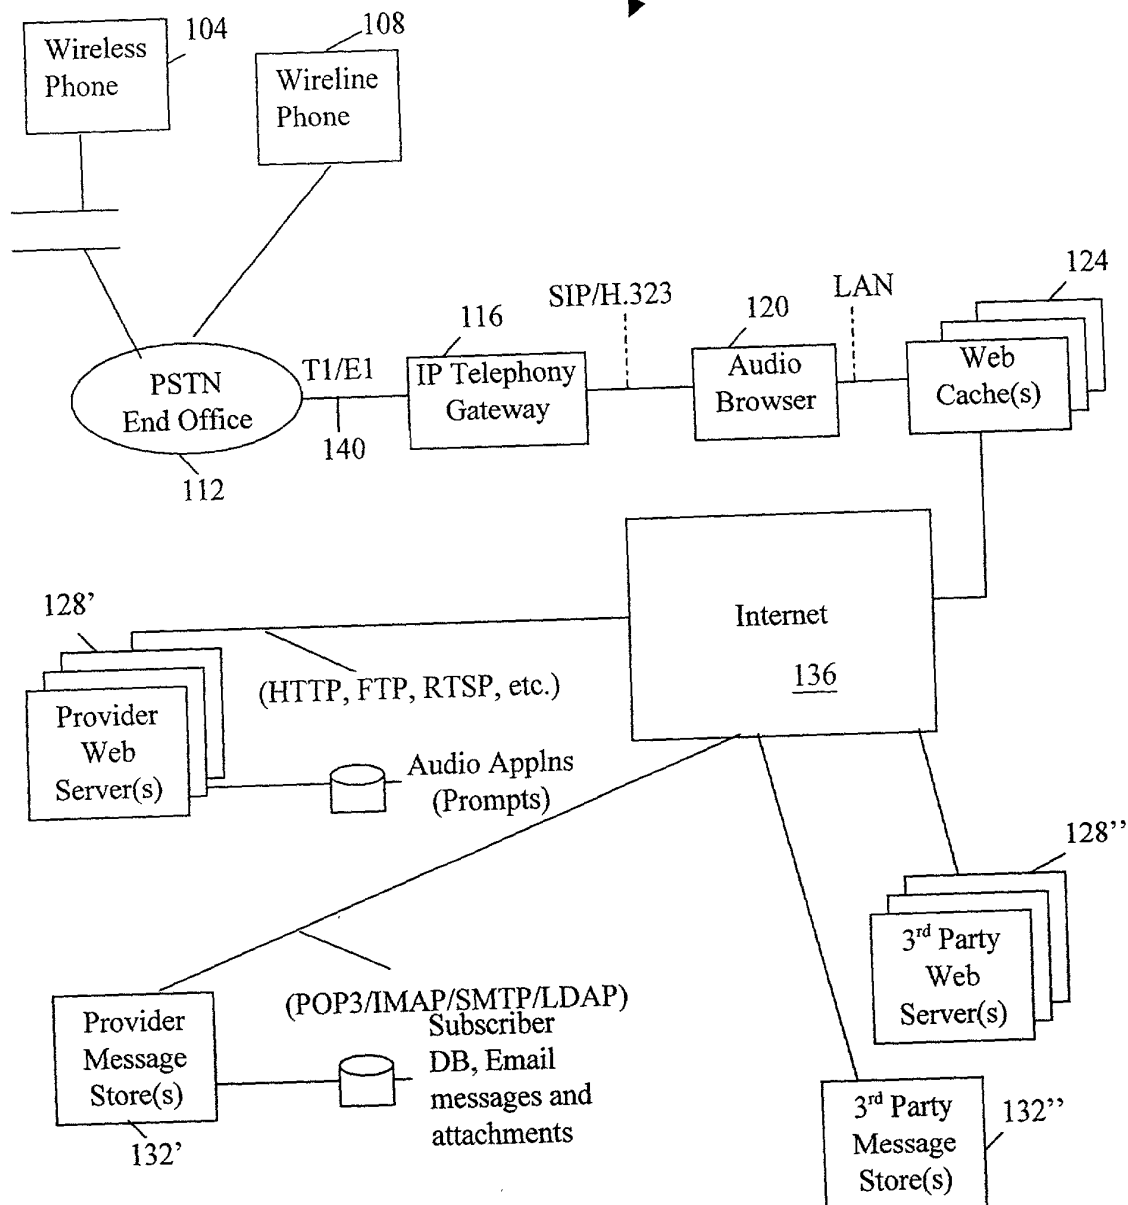 104
Wireless
Phone
108
Wireline
Phone
PSTN
End Office
112
T1/E1
140
116
IP Telephony
Gateway
SIP/H.323
120
Audio
Browser
LAN
124
Web
Cache(s)
Internet
136
128’
Provider
Web
Server(s)
(HTTP, FTP, RTSP, etc.)
Audio Applns
(Prompts)
128’’
3rd Party
Web
Server(s)
(POP3/IMAP/SMTP/LDAP)
Provider
Message
Store(s)
132’
Subscriber
DB, Email
messages and
attachments
3rd Party
Message
Store(s)
132’’